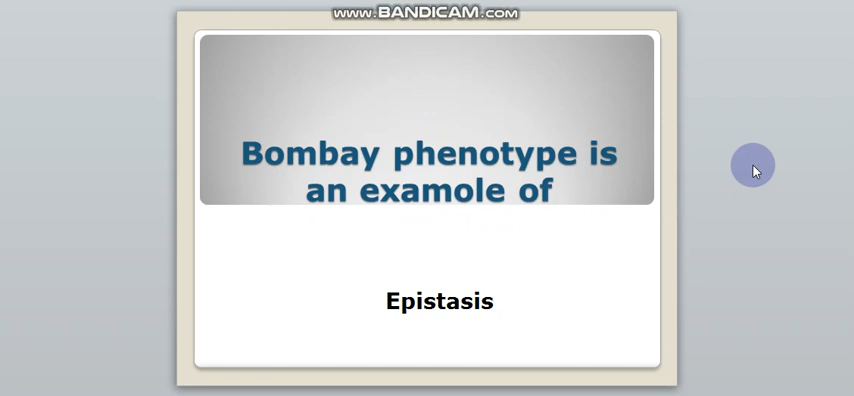 www.BANDICAM.com
Bombay phenotype is
an examole of
Epistasis